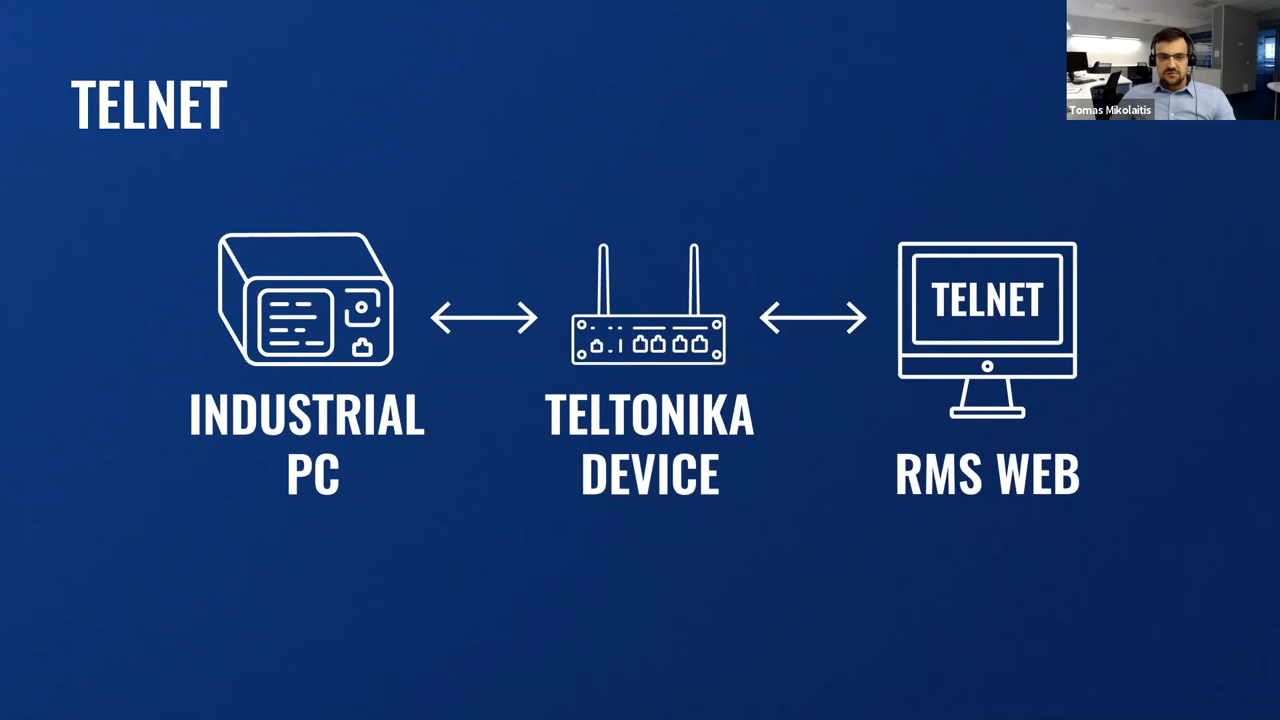 TELNET
Tomas Mikolaitis
TELNET
INDUSTRIAL
PC
TELTONIKA
DEVICE
RMS WEB